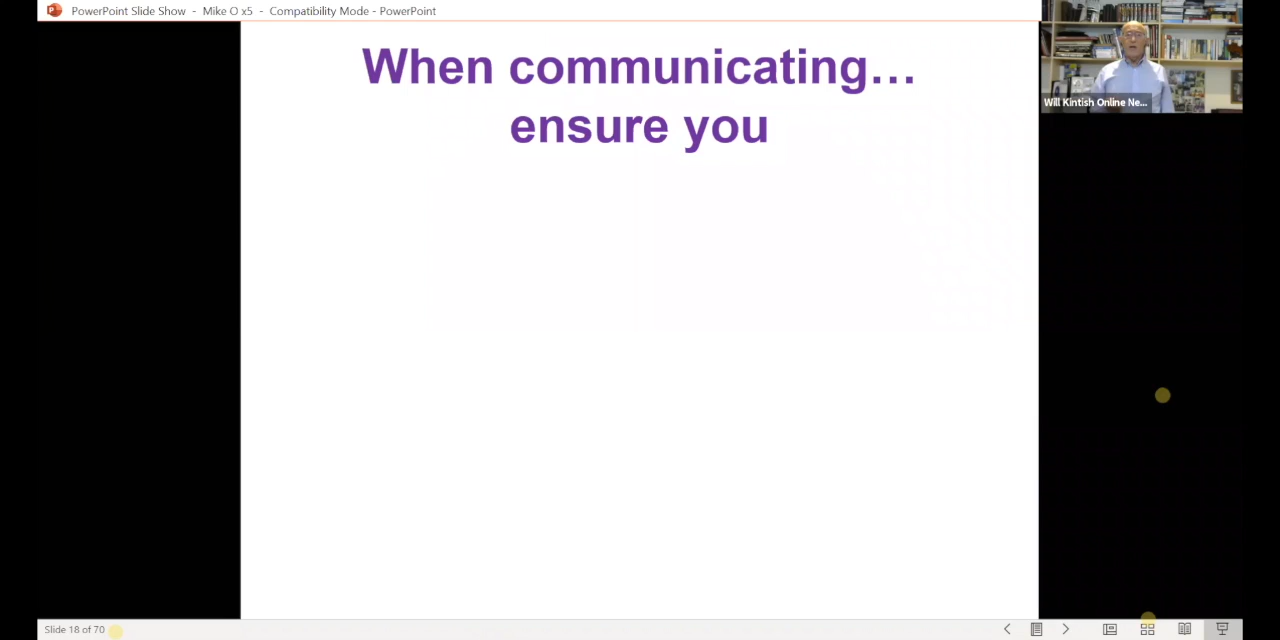 PowerPoint Slide Show - Mike O x5 - Compatibility Mode - PowerPoint
When communicating…
ensure you
Will Kintish Online Ne...
Slide 18 of 70